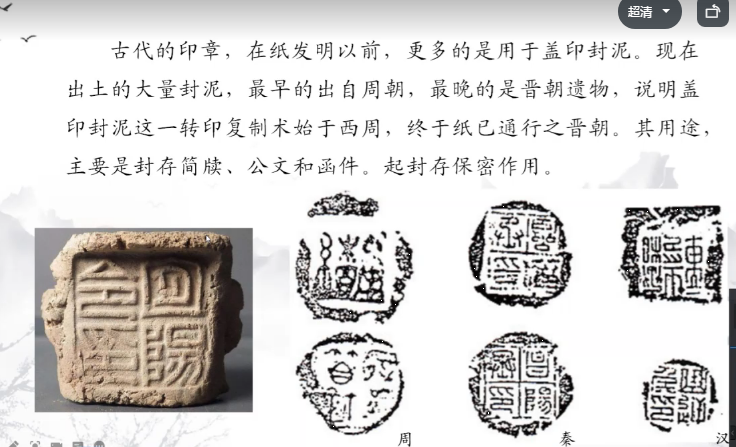 超清
古代的印章，在纸发明以前，更多的是用于盖印封泥。现在
出土的大量封泥，最早的出自周朝，最晚的是晋朝遗物，说明盖
印封泥这一转印复制术始于西周，终于纸已通行之晋朝。其用途，
主要是封存简牍、公文和函件。起封存保密作用。
周
秦
汉